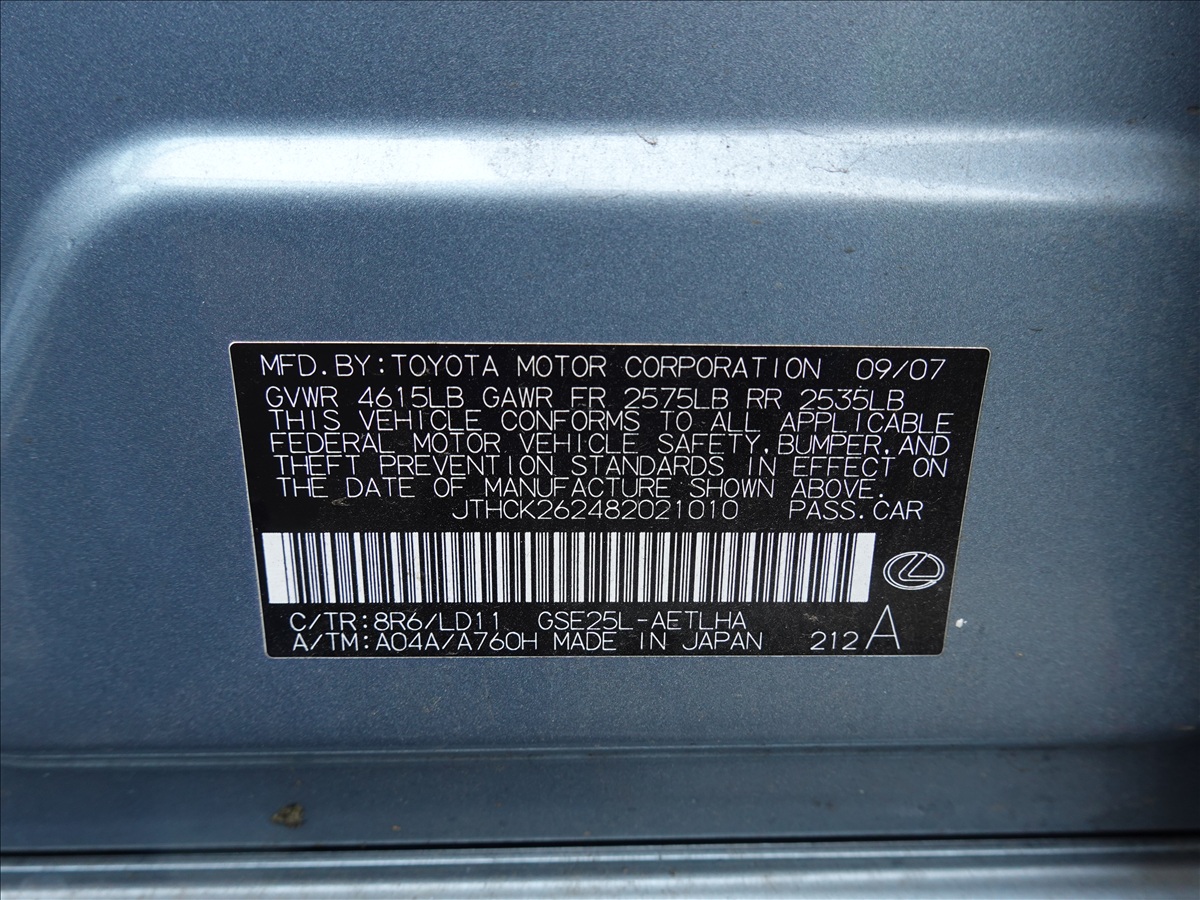 MFD.BY:TOYOTA MOTOR CORPORATION 09/07
GVWR 4615LB GAWR FR 2575LB RR 2535LB
THIS VEHICLE CONFORMS TO ALL APPLICABLE
FEDERAL MOTOR VEHICLE SAFETY,BUMPER,AND
THEFT PREVENTION STANDARDS IN EFFECT ON
THE DATE OF MANUFACTURE SHOWN ABOVE.
JTHCK262482021010 PASS.CAR
C/TR:8R6/LD11 GSE25L-AETLHA
A/TM:A04A/A760H MADE IN JAPAN 212 A